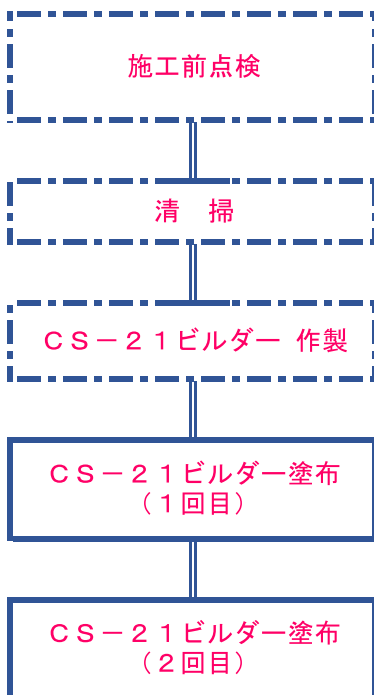 施工前点検
清　掃
ＣＳ－２１ビルダー 作製
ＣＳ－２１ビルダー塗布
（１回目）
ＣＳ－２１ビルダー塗布
（２回目）